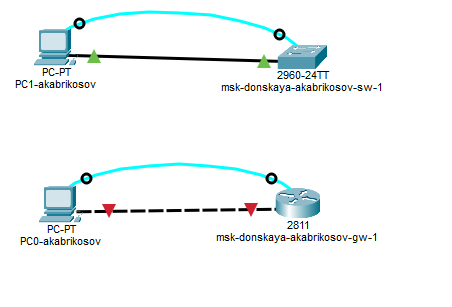 PC-PT
PC1-akabrikosov
2960-24TT
msk-donskaya-akabrikosov-sw-1
PC-PT
PC0-akabrikosov
2811
msk-donskaya-akabrikosov-gw-1